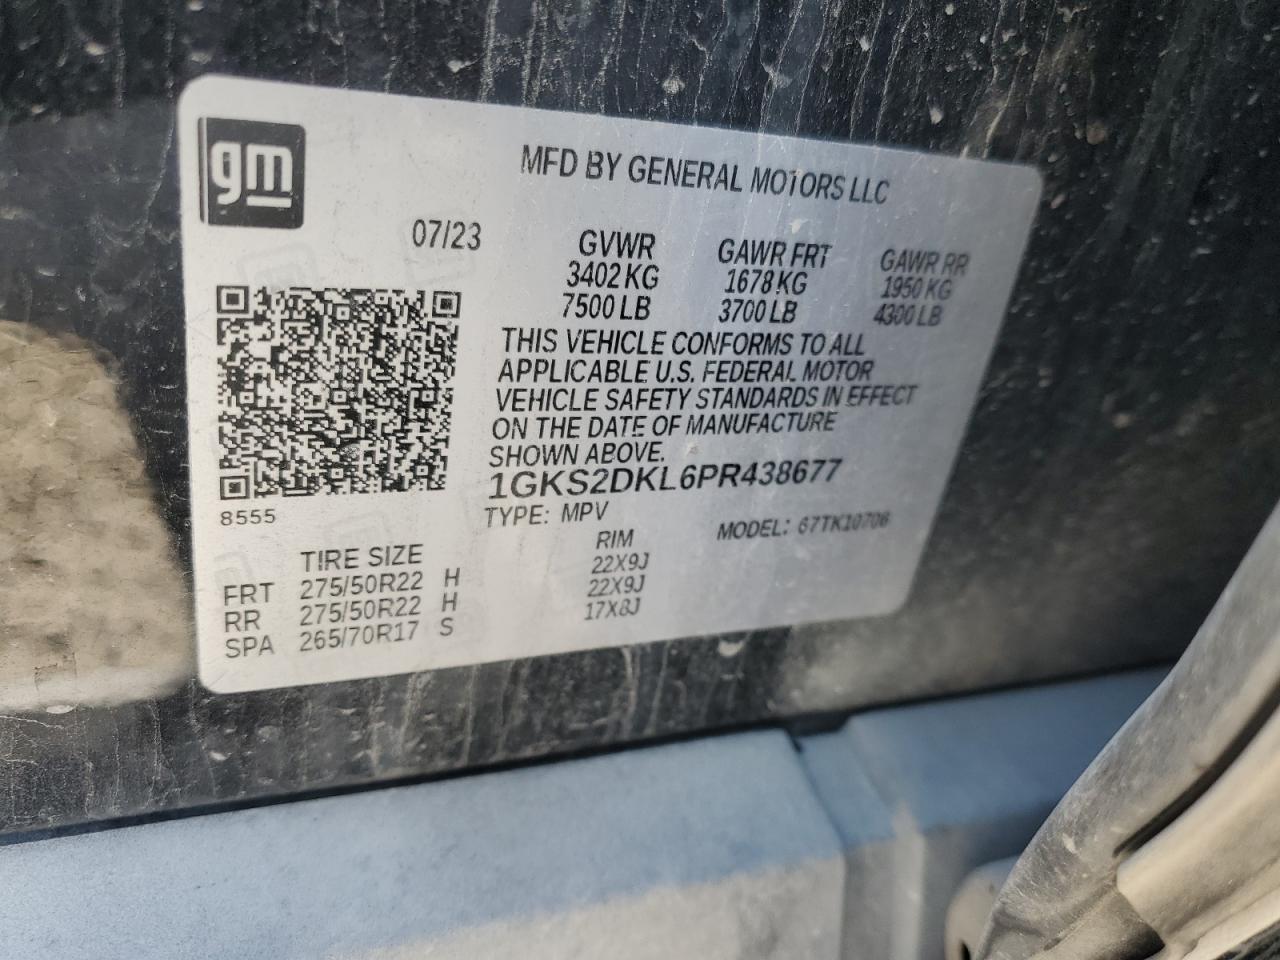 gm
MFD BY GENERAL MOTORS LLC
07/23
GVWR GAWR FRT GAWR RR
3402 KG 1678 KG 1950 KG
7500 LB 3700 LB 4300 LB
THIS VEHICLE CONFORMS TO ALL
APPLICABLE U.S. FEDERAL MOTOR
VEHICLE SAFETY STANDARDS IN EFFECT
ON THE DATE OF MANUFACTURE
SHOWN ABOVE.
1GKS2DKL6PR438677
8555
TYPE: MPV MODEL: 67TK10706
TIRE SIZE RIM
FRT 275/50R22 H 22X9J
RR 275/50R22 H 22X9J
SPA 265/70R17 S 17X8J